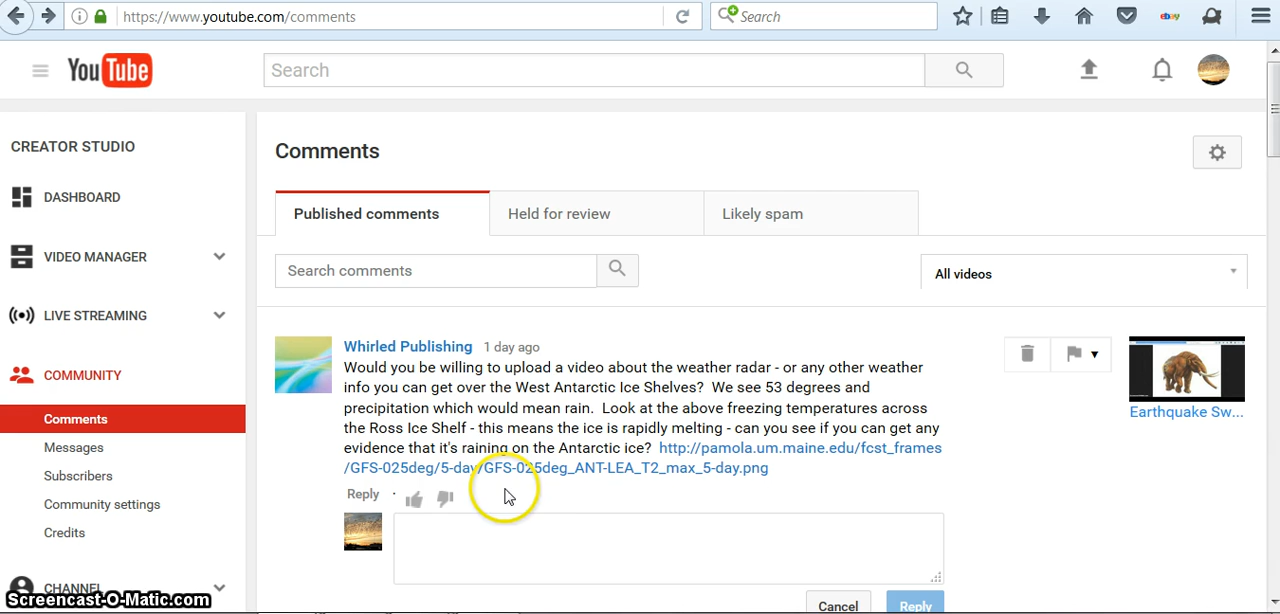 https://www.youtube.com/comments
Search
ebay
YouTube
Search
CREATOR STUDIO
Comments
DASHBOARD
Published comments
Held for review
Likely spam
VIDEO MANAGER
Search comments
All videos
LIVE STREAMING
Whirled Publishing 1 day ago
Would you be willing to upload a video about the weather radar - or any other weather
info you can get over the West Antarctic Ice Shelves? We see 53 degrees and
precipitation which would mean rain. Look at the above freezing temperatures across
the Ross Ice Shelf - this means the ice is rapidly melting - can you see if you can get any
evidence that it's raining on the Antarctic ice? http://pamola.um.maine.edu/fcst_frames
/GFS-025deg/5-day/GFS-025deg_ANT-LEA_T2_max_5-day.png
Earthquake Sw...
COMMUNITY
Comments
Messages
Subscribers
Community settings
Credits
Reply
CHANNEL
Cancel
Reply
Screencast-O-Matic.com